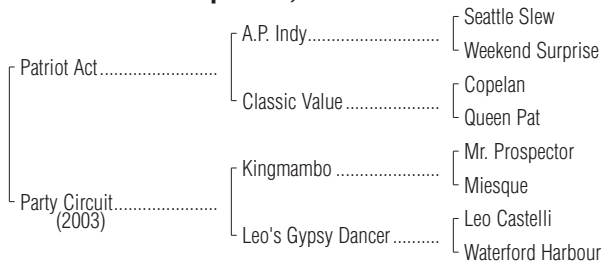 Seattle Slew
A.P. Indy
Weekend Surprise
Patriot Act
Copelan
Classic Value
Queen Pat
Mr. Prospector
Kingmambo
Miesque
Party Circuit
(2003)
Leo Castelli
Leo's Gypsy Dancer
Waterford Harbour